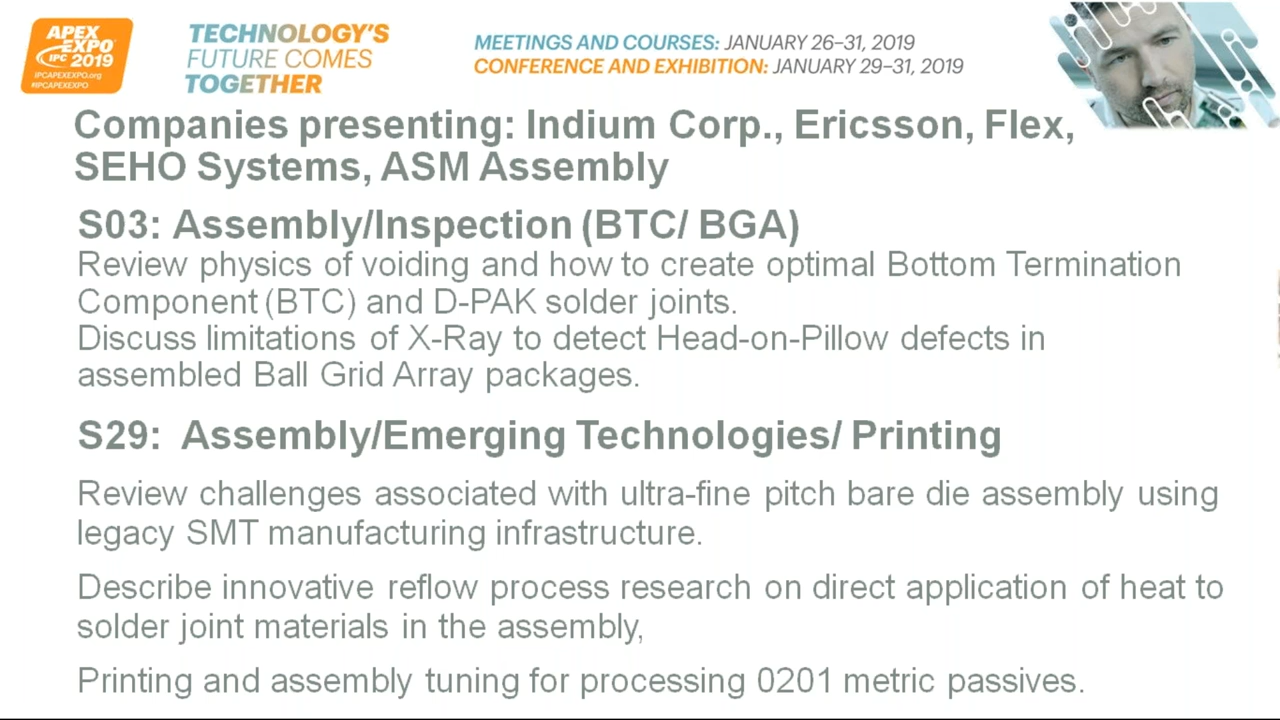 APEX
EXPO
IPC 2019
IPCAPEXEXPO.org
#IPCAPEXEXPO
TECHNOLOGY'S
FUTURE COMES
TOGETHER
MEETINGS AND COURSES: JANUARY 26–31, 2019
CONFERENCE AND EXHIBITION: JANUARY 29–31, 2019
Companies presenting: Indium Corp., Ericsson, Flex,
SEHO Systems, ASM Assembly
S03: Assembly/Inspection (BTC/ BGA)
Review physics of voiding and how to create optimal Bottom Termination
Component (BTC) and D-PAK solder joints.
Discuss limitations of X-Ray to detect Head-on-Pillow defects in
assembled Ball Grid Array packages.
S29: Assembly/Emerging Technologies/ Printing
Review challenges associated with ultra-fine pitch bare die assembly using
legacy SMT manufacturing infrastructure.
Describe innovative reflow process research on direct application of heat to
solder joint materials in the assembly,
Printing and assembly tuning for processing 0201 metric passives.